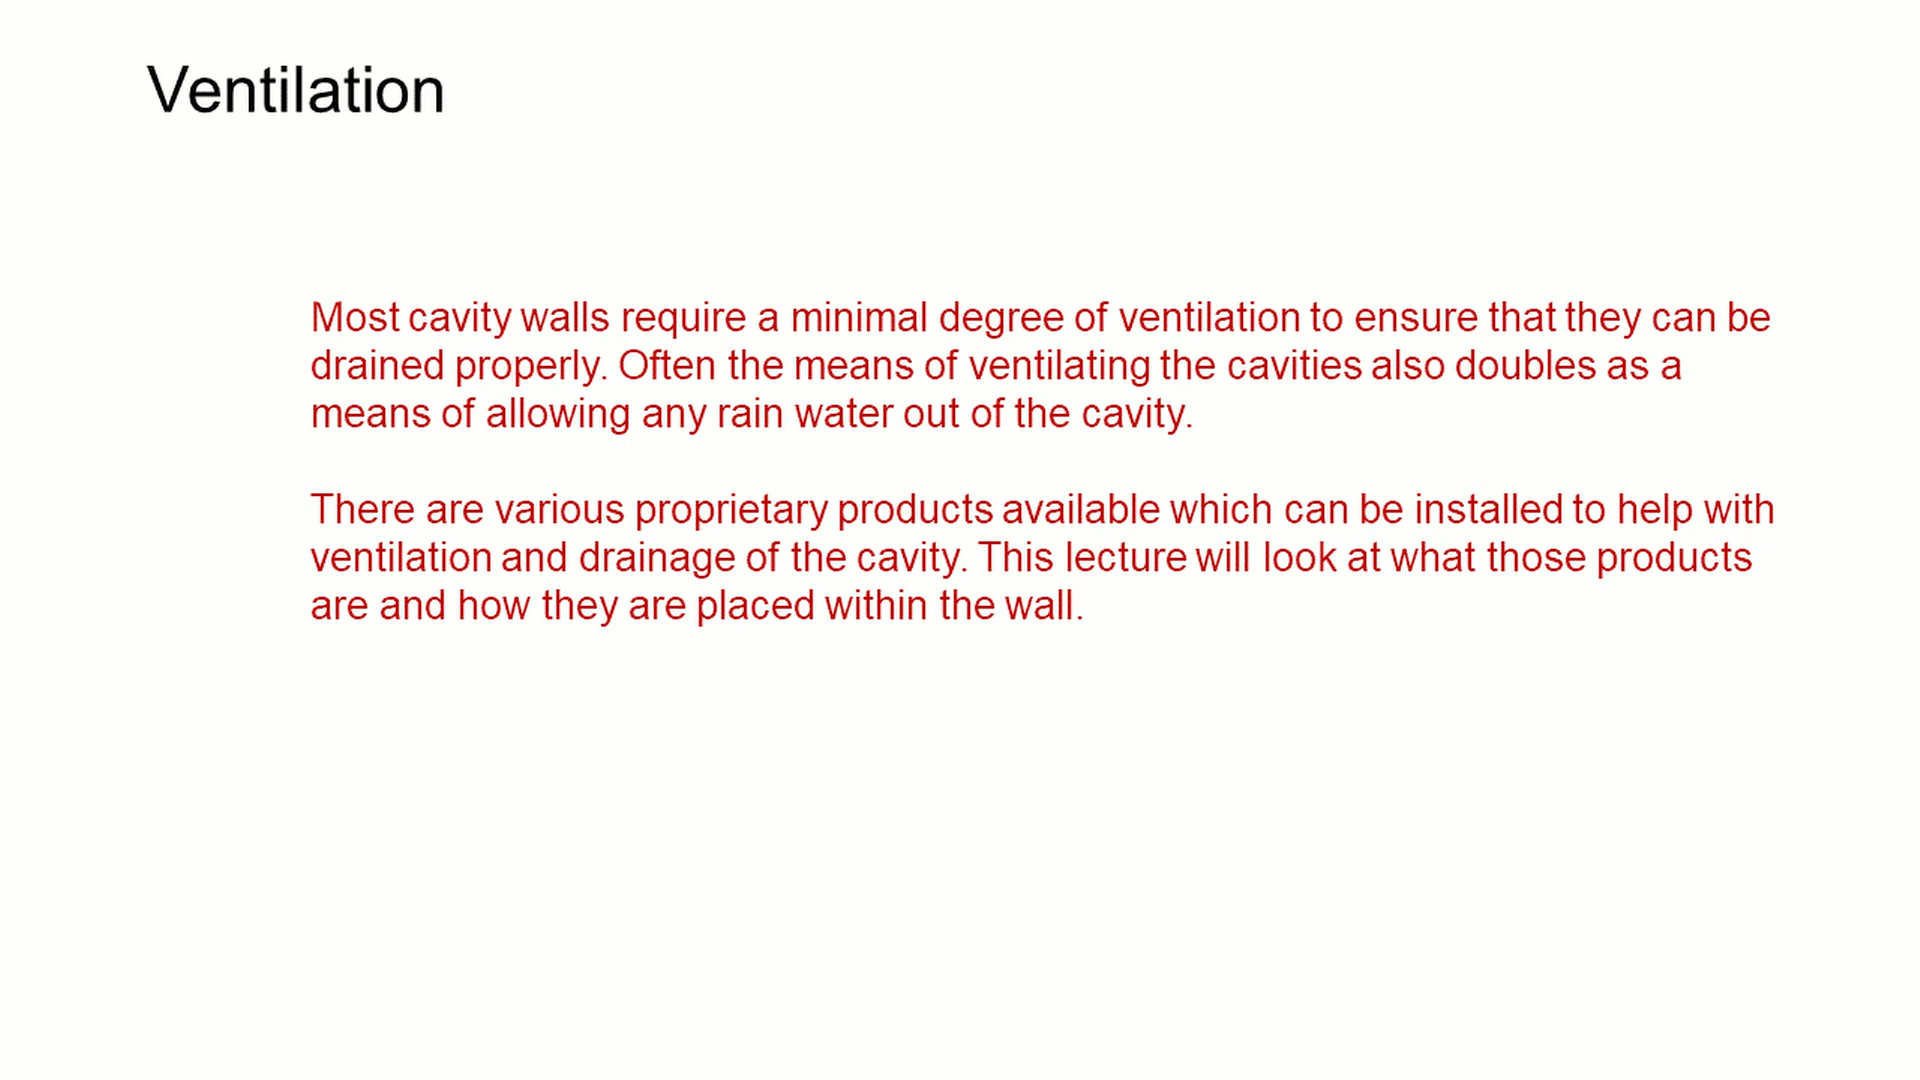 Ventilation
Most cavity walls require a minimal degree of ventilation to ensure that they can be
drained properly. Often the means of ventilating the cavities also doubles as a
means of allowing any rain water out of the cavity.
There are various proprietary products available which can be installed to help with
ventilation and drainage of the cavity. This lecture will look at what those products
are and how they are placed within the wall.